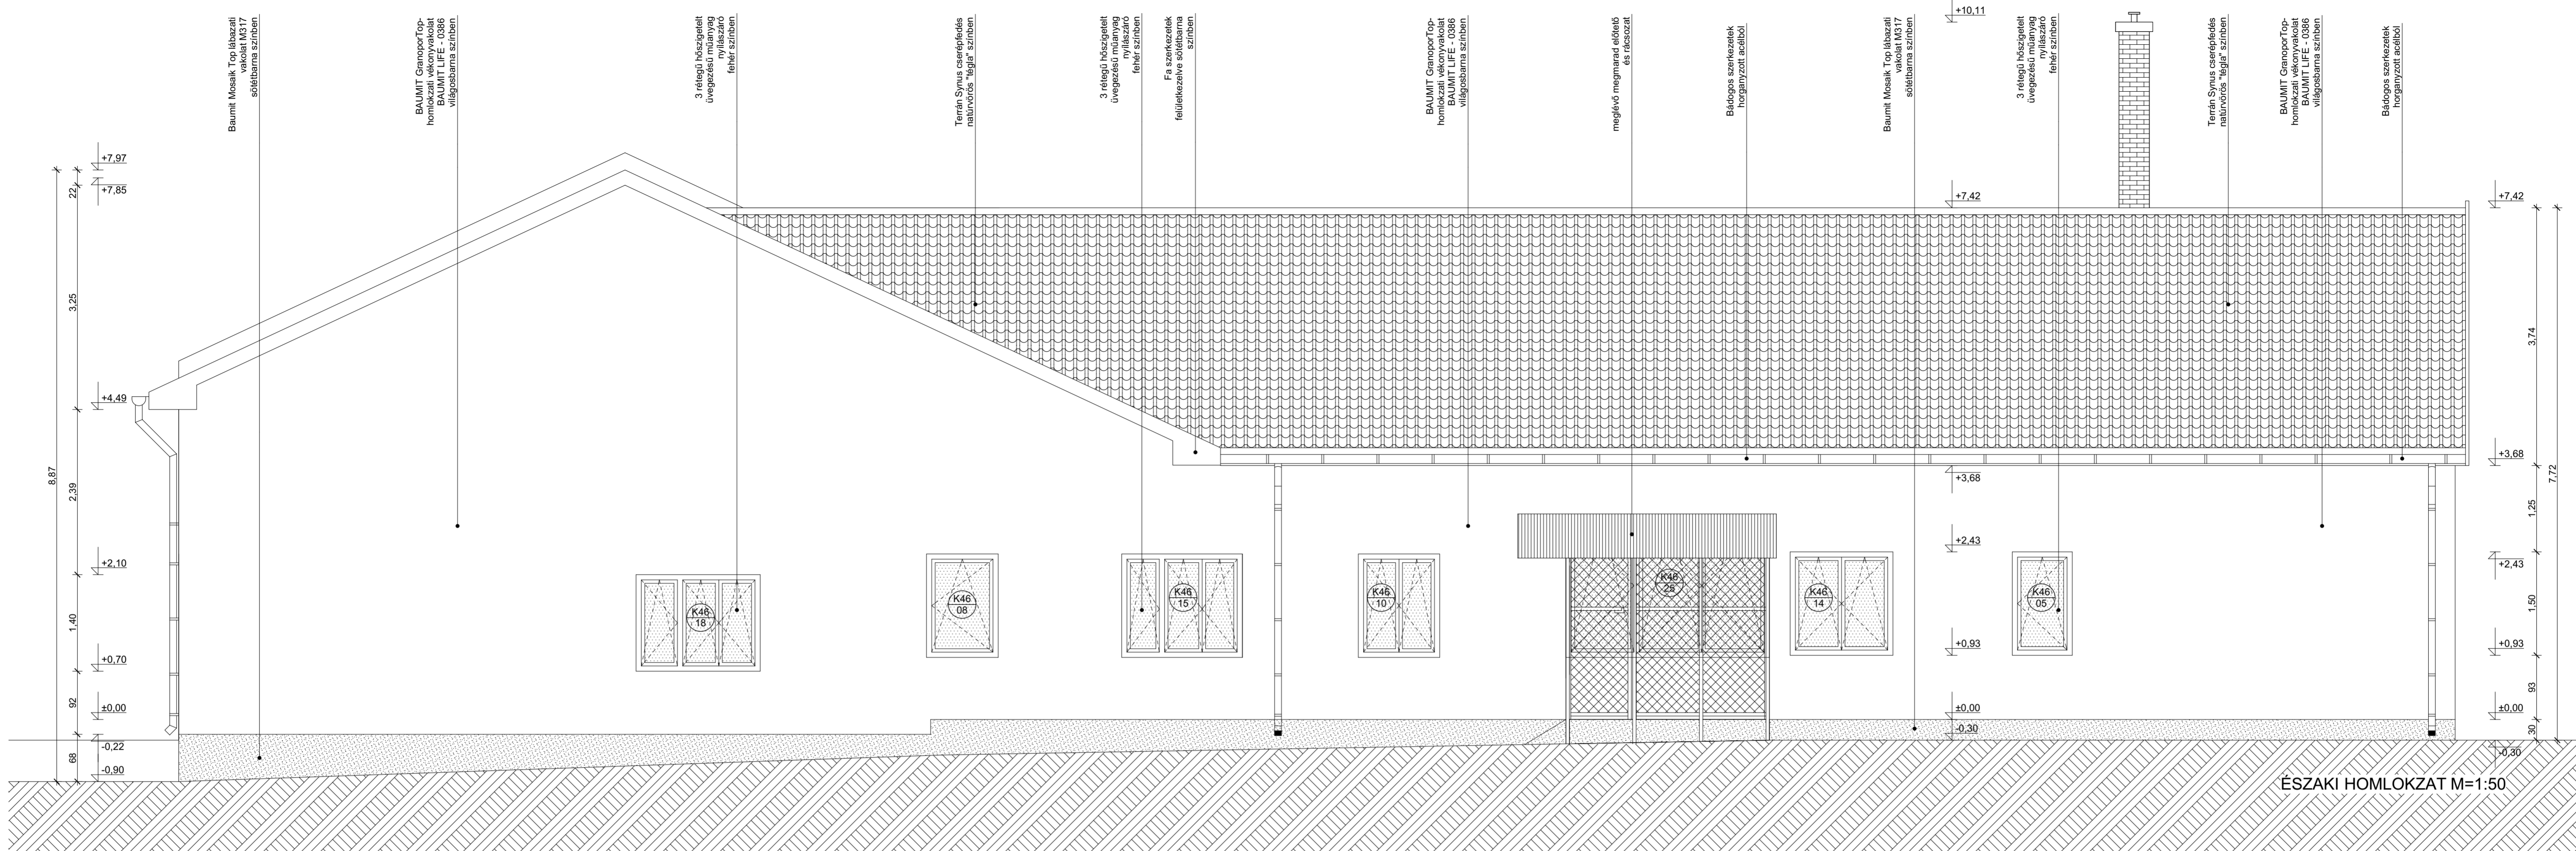 Baumit Mosaik Top lábazati
vakolat M317
sötétbarna színben
BAUMIT GranoporTop-
homlokzati vékonyvakolat
BAUMIT LIFE - 0386
világosbarna színben
3 rétegű hőszigetelt
üvegezésű műanyag
nyílászáró
fehér színben
Terrán Synus cserépfedés
natúrvörös "tégla" színben
3 rétegű hőszigetelt
üvegezésű műanyag
nyílászáró
fehér színben
Fa szerkezetek
felületkezelve sötétbarna
színben
BAUMIT GranoporTop-
homlokzati vékonyvakolat
BAUMIT LIFE - 0386
világosbarna színben
meglévő megmarad előtető
és rácsozat
Bádogos szerkezetek
horganyzott acélból
Baumit Mosaik Top lábazati
vakolat M317
sötétbarna színben
+10,11
3 rétegű hőszigetelt
üvegezésű műanyag
nyílászáró
fehér színben
Terrán Synus cserépfedés
natúrvörös "tégla" színben
BAUMIT GranoporTop-
homlokzati vékonyvakolat
BAUMIT LIFE - 0386
világosbarna színben
Bádogos szerkezetek
horganyzott acélból
8,87
22
3,25
2,39
1,40
92
68
+7,97
+7,85
+4,49
+2,10
+0,70
±0,00
-0,22
-0,90
K46
18
K46
08
K46
15
K46
10
K46
25
K46
14
K46
05
+7,42
+3,68
+2,43
+0,93
±0,00
-0,30
+7,42
+3,68
+2,43
+0,93
±0,00
-0,30
3,74
1,25
1,50
93
30
7,72
ÉSZAKI HOMLOKZAT M=1:50